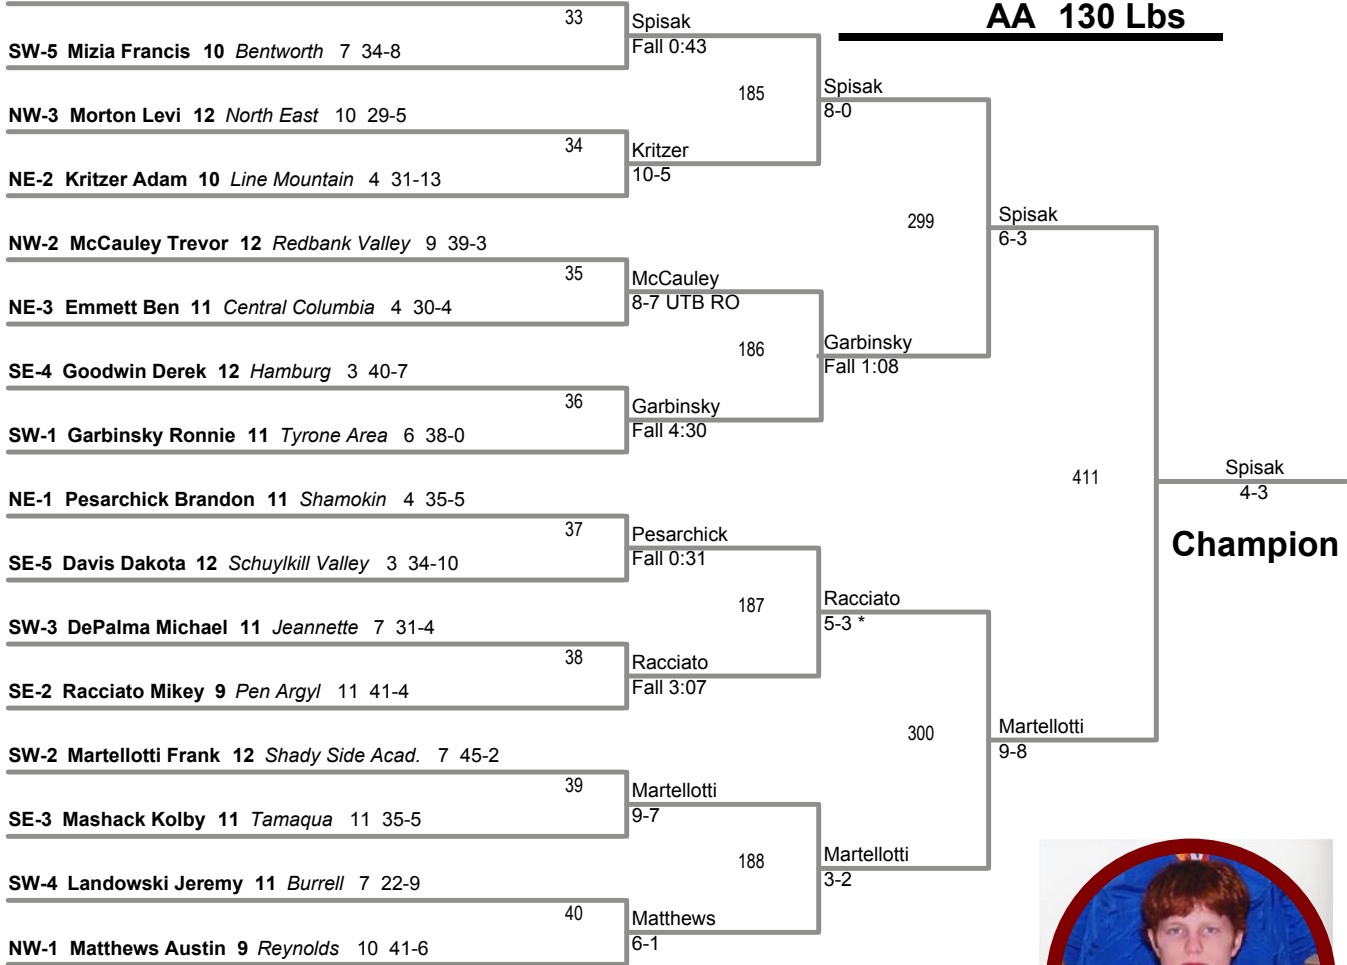 AA 130 Lbs
33
Spisak
Fall 0:43
SW-5 Mizia Francis 10 Bentworth 7 34-8
185
Spisak
8-0
NW-3 Morton Levi 12 North East 10 29-5
34
Kritzer
10-5
NE-2 Kritzer Adam 10 Line Mountain 4 31-13
299
Spisak
6-3
NW-2 McCauley Trevor 12 Redbank Valley 9 39-3
35
McCauley
8-7 UTB RO
NE-3 Emmett Ben 11 Central Columbia 4 30-4
186
Garbinsky
Fall 1:08
SE-4 Goodwin Derek 12 Hamburg 3 40-7
36
Garbinsky
Fall 4:30
SW-1 Garbinsky Ronnie 11 Tyrone Area 6 38-0
411
Spisak
4-3
Champion
NE-1 Pesarchick Brandon 11 Shamokin 4 35-5
37
Pesarchick
Fall 0:31
SE-5 Davis Dakota 12 Schuylkill Valley 3 34-10
187
Racciato
5-3 *
SW-3 DePalma Michael 11 Jeannette 7 31-4
38
Racciato
Fall 3:07
SE-2 Racciato Mikey 9 Pen Argyl 11 41-4
300
Martellotti
9-8
SW-2 Martellotti Frank 12 Shady Side Acad. 7 45-2
39
Martellotti
9-7
SE-3 Mashack Kolby 11 Tamaqua 11 35-5
188
Martellotti
3-2
SW-4 Landowski Jeremy 11 Burrell 7 22-9
40
Matthews
6-1
NW-1 Matthews Austin 9 Reynolds 10 41-6